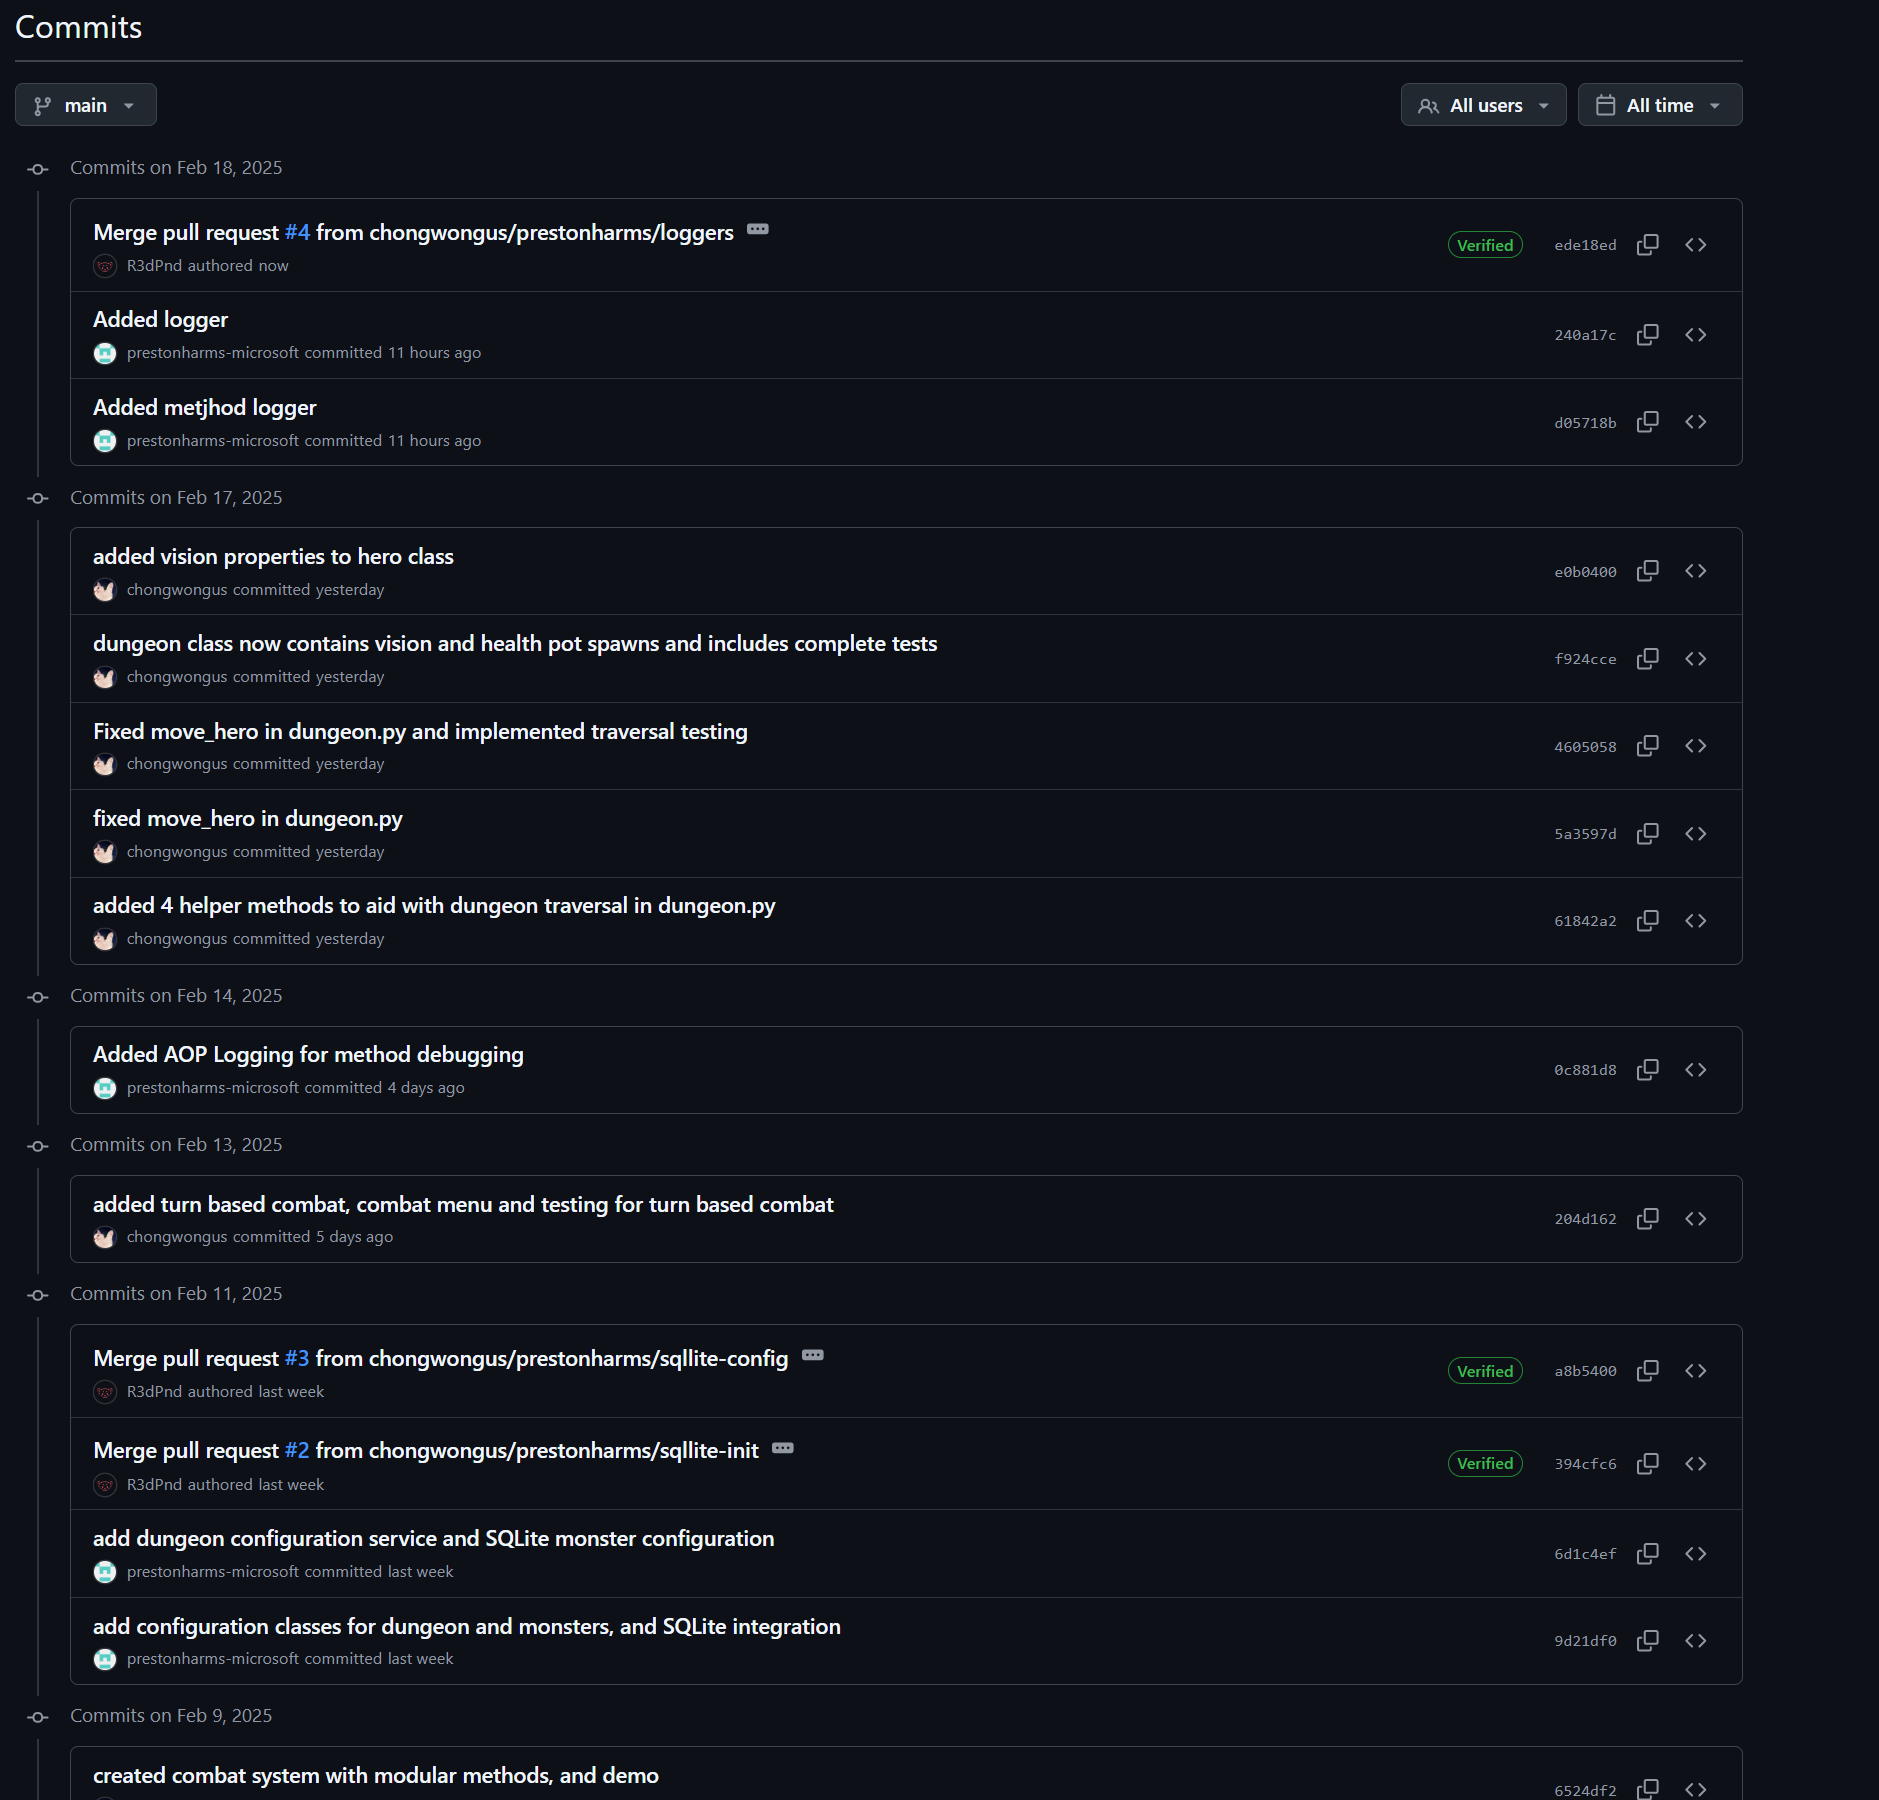 Commits
main
All users
All time
Commits on Feb 18, 2025
Merge pull request #4 from chongwongus/prestonharms/loggers
Verified
ede18ed
R3dPnd authored now
Added logger
240a17c
prestonharms-microsoft committed 11 hours ago
Added metjhod logger
d05718b
prestonharms-microsoft committed 11 hours ago
Commits on Feb 17, 2025
added vision properties to hero class
e0b0400
chongwongus committed yesterday
dungeon class now contains vision and health pot spawns and includes complete tests
f924cce
chongwongus committed yesterday
Fixed move_hero in dungeon.py and implemented traversal testing
4605058
chongwongus committed yesterday
fixed move_hero in dungeon.py
5a3597d
chongwongus committed yesterday
added 4 helper methods to aid with dungeon traversal in dungeon.py
61842a2
chongwongus committed yesterday
Commits on Feb 14, 2025
Added AOP Logging for method debugging
0c881d8
prestonharms-microsoft committed 4 days ago
Commits on Feb 13, 2025
added turn based combat, combat menu and testing for turn based combat
204d162
chongwongus committed 5 days ago
Commits on Feb 11, 2025
Merge pull request #3 from chongwongus/prestonharms/sqllite-config
Verified
a8b5400
R3dPnd authored last week
Merge pull request #2 from chongwongus/prestonharms/sqllite-init
Verified
394cfc6
R3dPnd authored last week
add dungeon configuration service and SQLite monster configuration
6d1c4ef
prestonharms-microsoft committed last week
add configuration classes for dungeon and monsters, and SQLite integration
9d21df0
prestonharms-microsoft committed last week
Commits on Feb 9, 2025
created combat system with modular methods, and demo
6524df2